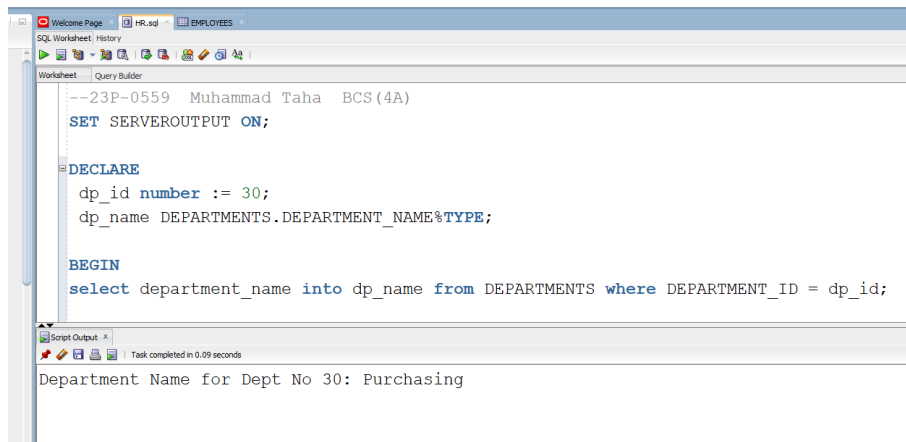 Welcome Page HR.sql EMPLOYEES
SQL Worksheet History
Worksheet Query Builder
--23P-0559 Muhammad Taha BCS(4A)
SET SERVEROUTPUT ON;
DECLARE
dp_id number := 30;
dp_name DEPARTMENTS.DEPARTMENT_NAME%TYPE;
BEGIN
select department_name into dp_name from DEPARTMENTS where DEPARTMENT_ID = dp_id;
Script Output x
Task completed in 0.09 seconds
Department Name for Dept No 30: Purchasing